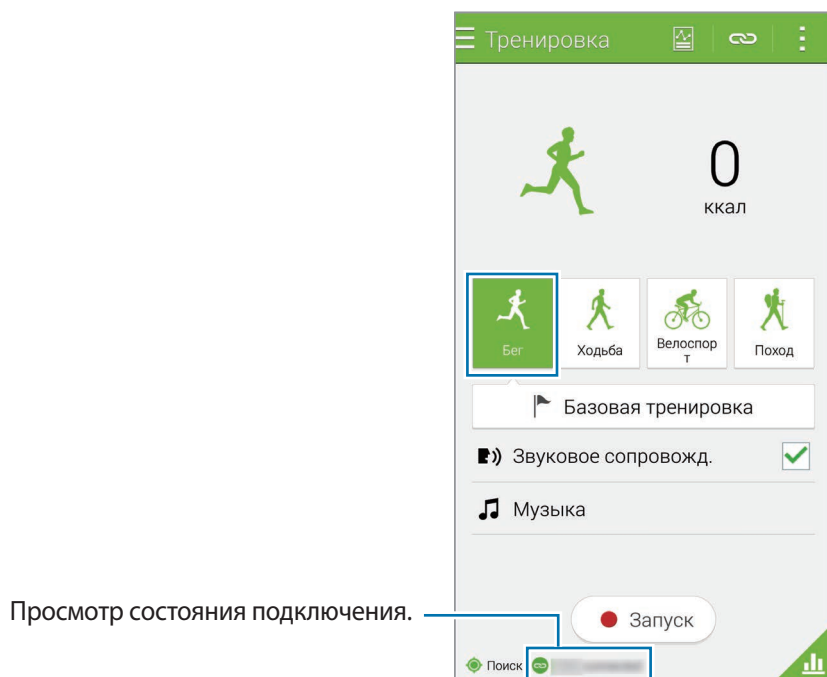 Тренировка
0
ккал
Бег
Ходьба
Велоспор
т
Поход
Базовая тренировка
Звуковое сопровожд.
Музыка
Просмотр состояния подключения.
Запуск
Поиск